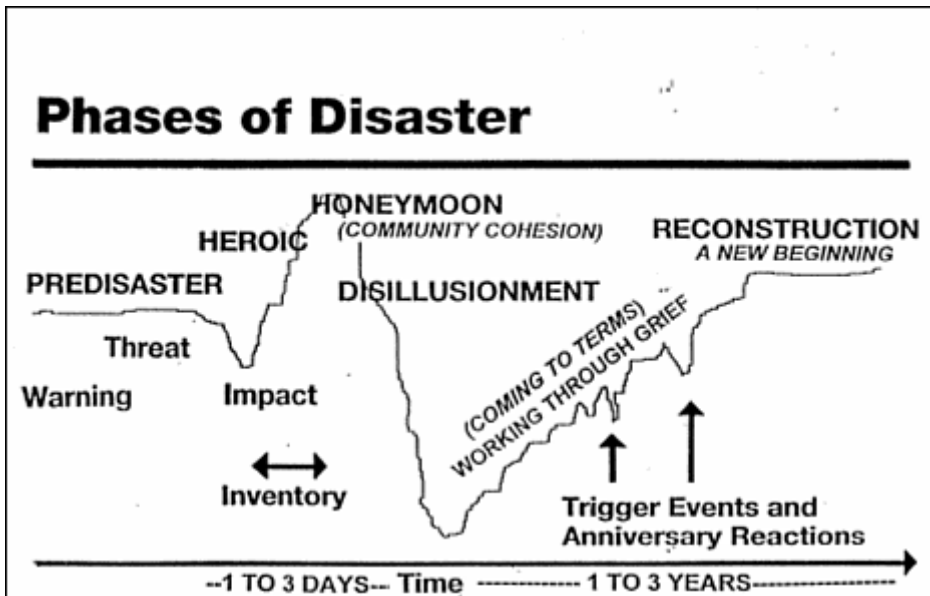 Phases of Disaster
HONEYMOON
(COMMUNITY COHESION)
HEROIC
RECONSTRUCTION
A NEW BEGINNING
PREDISASTER
DISILLUSIONMENT
Threat
Warning
Impact
(COMING TO TERMS)
WORKING THROUGH GRIEF
Inventory
Trigger Events and
Anniversary Reactions
--1 TO 3 DAYS-- Time ---------- 1 TO 3 YEARS---------------